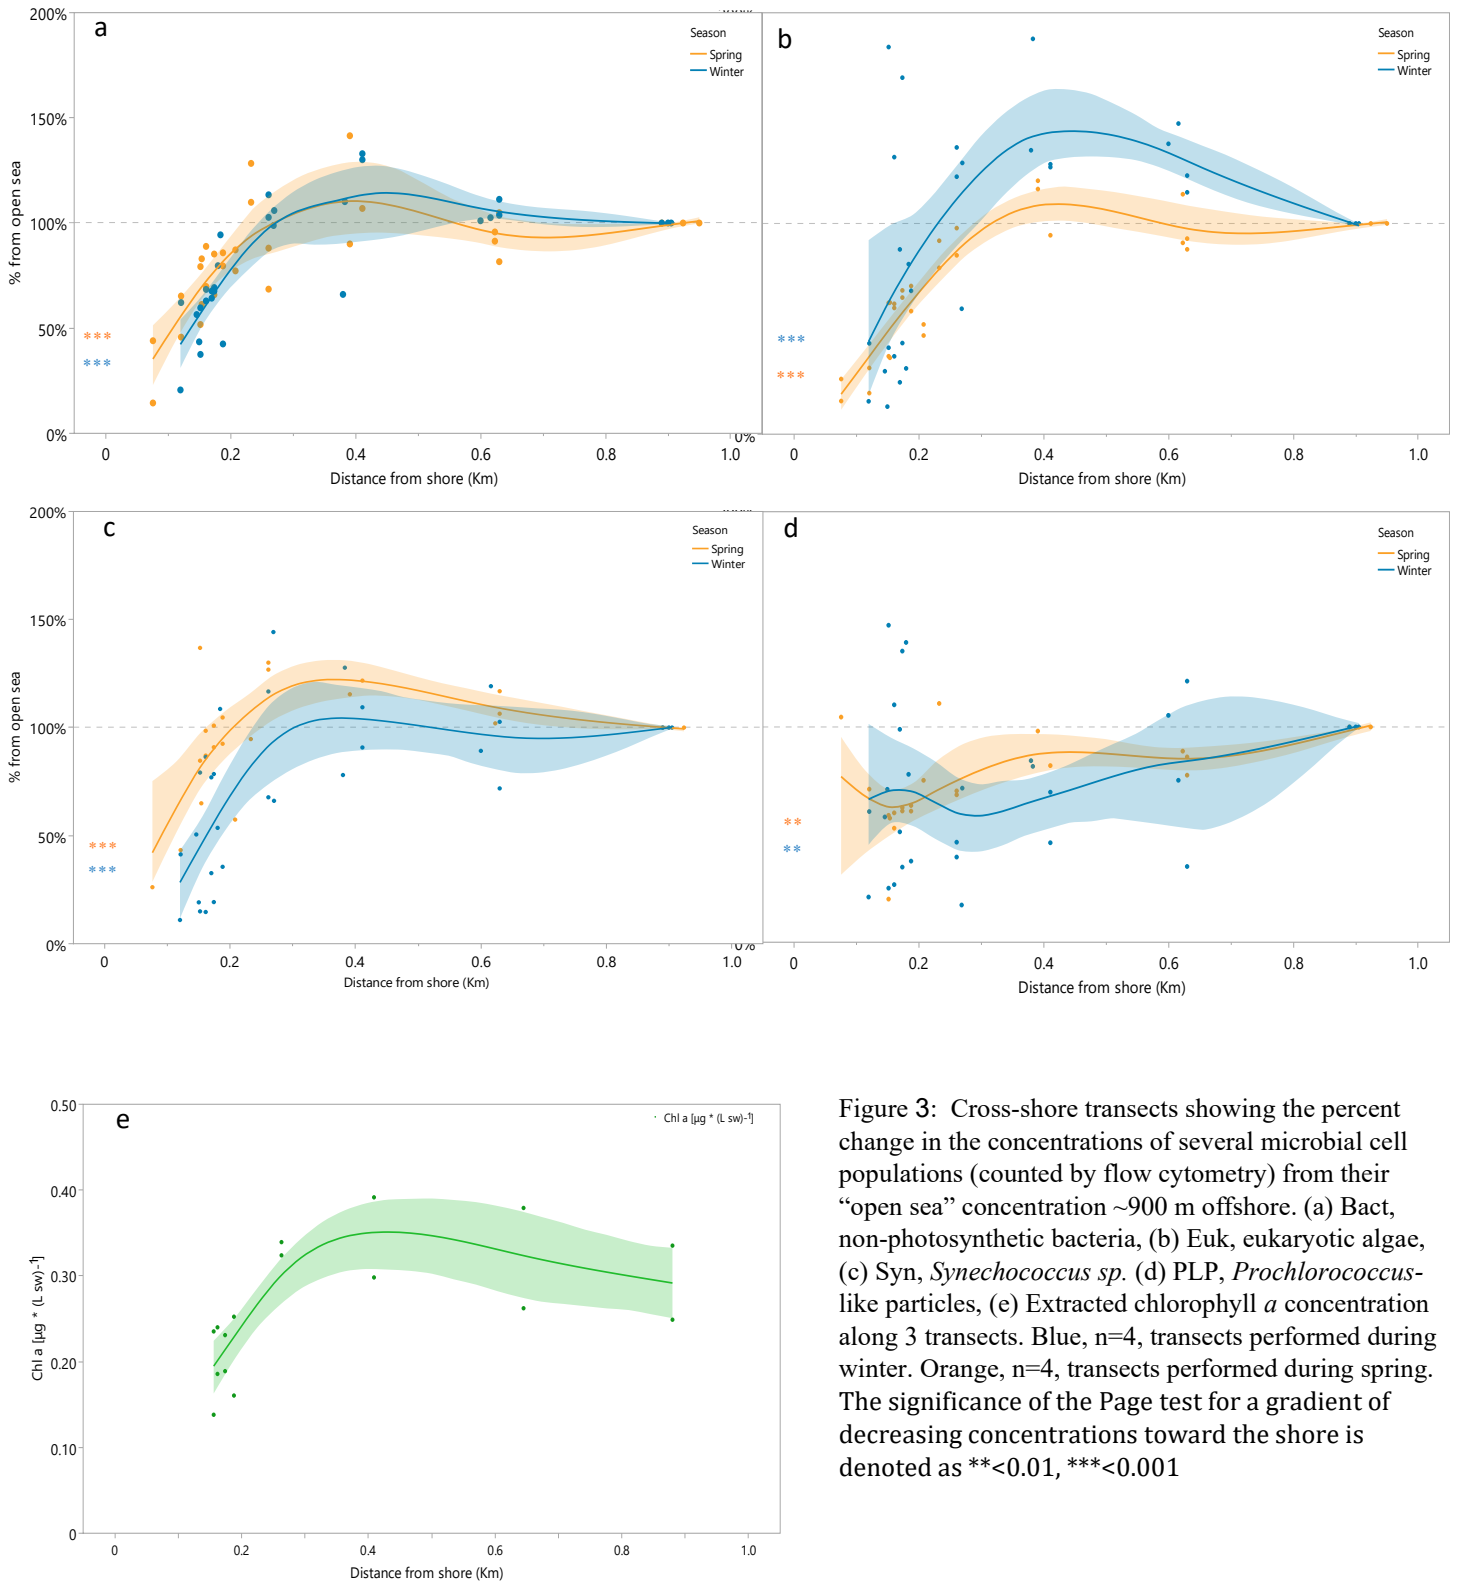 a
Season
Spring
Winter
200%
150%
100%
50%
0%
% from open sea
***
***
0 0.2 0.4 0.6 0.8 1.0
Distance from shore (Km)
b
Season
Spring
Winter
***
***
0%
0 0.2 0.4 0.6 0.8 1.0
Distance from shore (Km)
c
Season
Spring
Winter
200%
150%
100%
50%
0%
% from open sea
***
***
0 0.2 0.4 0.6 0.8 1.0
Distance from shore (Km)
d
Season
Spring
Winter
**
**
0%
0 0.2 0.4 0.6 0.8 1.0
Distance from shore (Km)
e
Chl a [µg * (L sw)-1]
0.50
0.40
0.30
0.20
0.10
0
Chl a [µg * (L sw)-1]
0 0.2 0.4 0.6 0.8 1.0
Distance from shore (Km)
Figure 3: Cross-shore transects showing the percent
change in the concentrations of several microbial cell
populations (counted by flow cytometry) from their
“open sea” concentration ~900 m offshore. (a) Bact,
non-photosynthetic bacteria, (b) Euk, eukaryotic algae,
(c) Syn, Synechococcus sp. (d) PLP, Prochlorococcus-
like particles, (e) Extracted chlorophyll a concentration
along 3 transects. Blue, n=4, transects performed during
winter. Orange, n=4, transects performed during spring.
The significance of the Page test for a gradient of
decreasing concentrations toward the shore is
denoted as **<0.01, ***<0.001